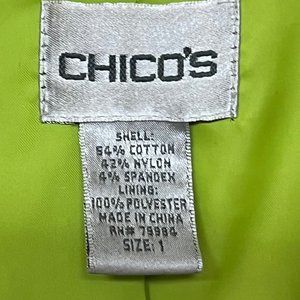 CHICO'S
SHELL:
54% COTTON
42% NYLON
4% SPANDEX
LINING:
100% POLYESTER
MADE IN CHINA
RN# 79984
SIZE: 1